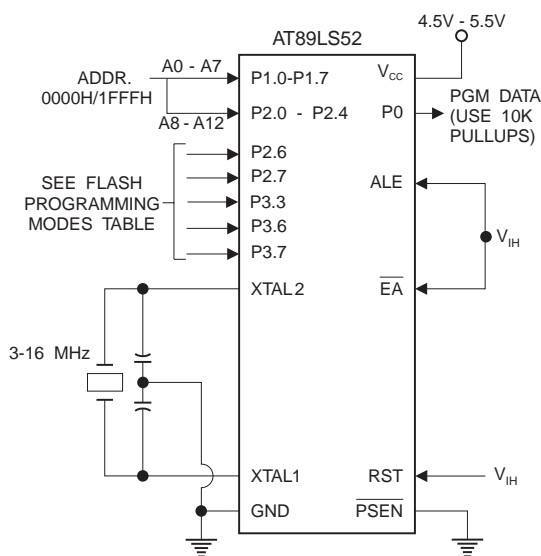 AT89LS52
4.5V - 5.5V
ADDR.
0000H/1FFFH
A0 - A7
A8 - A12
P1.0-P1.7
P2.0 - P2.4
P2.6
P2.7
P3.3
P3.6
P3.7
SEE FLASH
PROGRAMMING
MODES TABLE
XTAL2
3-16 MHz
XTAL1
GND
VCC
P0
PGM DATA
(USE 10K
PULLUPS)
ALE
VIH
EA
RST
VIH
PSEN